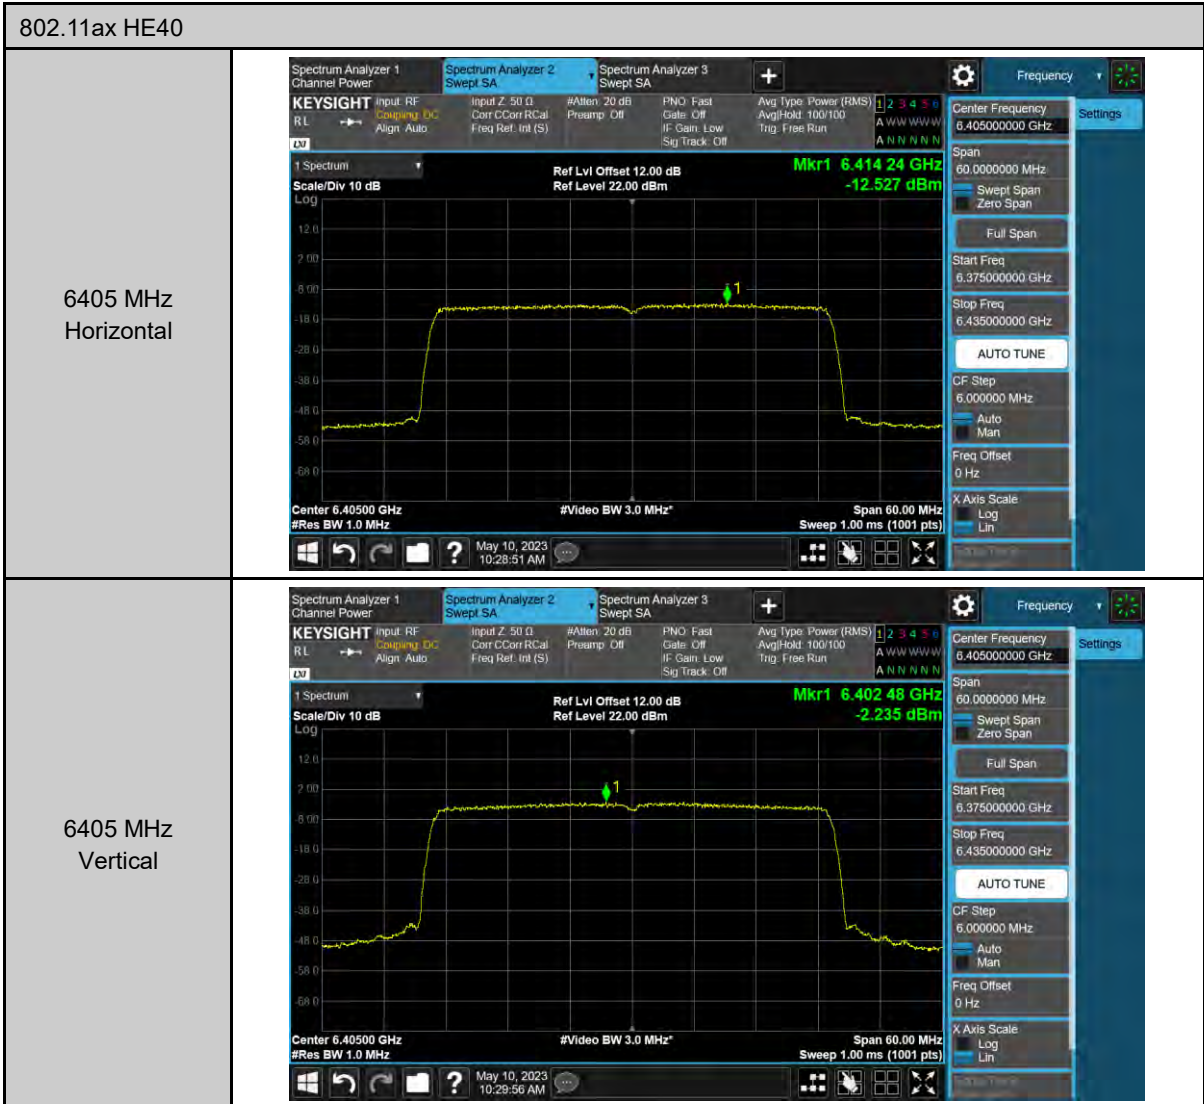 802.11ax HE40
6405 MHz
Horizontal
Spectrum Analyzer 1
Channel Power
Spectrum Analyzer 2
Swept SA
Spectrum Analyzer 3
Swept SA
+
Frequency
KEYSIGHT
RL
LXI
Input: RF
Coupling: DC
Align: Auto
Input Z: 50 Ω
Corr CCorr RCal
Freq Ref: Int (S)
#Atten: 20 dB
Preamp: Off
PNO: Fast
Gate: Off
IF Gain: Low
Sig Track: Off
Avg Type: Power (RMS)
Avg|Hold: 100/100
Trig: Free Run
1 2 3 4 5 6
A W W W W W
A N N N N N
1 Spectrum
Scale/Div 10 dB
Log
Ref Lvl Offset 12.00 dB
Ref Level 22.00 dBm
Mkr1 6.414 24 GHz
-12.527 dBm
12.0
2.00
-8.00
-18.0
-28.0
-38.0
-48.0
-58.0
-68.0
1
Center 6.40500 GHz
#Res BW 1.0 MHz
#Video BW 3.0 MHz*
Span 60.00 MHz
Sweep 1.00 ms (1001 pts)
May 10, 2023
10:28:51 AM
Center Frequency
6.405000000 GHz
Settings
Span
60.0000000 MHz
Swept Span
Zero Span
Full Span
Start Freq
6.375000000 GHz
Stop Freq
6.435000000 GHz
AUTO TUNE
CF Step
6.000000 MHz
Auto
Man
Freq Offset
0 Hz
X Axis Scale
Log
Lin
6405 MHz
Vertical
Spectrum Analyzer 1
Channel Power
Spectrum Analyzer 2
Swept SA
Spectrum Analyzer 3
Swept SA
+
Frequency
KEYSIGHT
RL
LXI
Input: RF
Coupling: DC
Align: Auto
Input Z: 50 Ω
Corr CCorr RCal
Freq Ref: Int (S)
#Atten: 20 dB
Preamp: Off
PNO: Fast
Gate: Off
IF Gain: Low
Sig Track: Off
Avg Type: Power (RMS)
Avg|Hold: 100/100
Trig: Free Run
1 2 3 4 5 6
A W W W W W
A N N N N N
1 Spectrum
Scale/Div 10 dB
Log
Ref Lvl Offset 12.00 dB
Ref Level 22.00 dBm
Mkr1 6.402 48 GHz
-2.235 dBm
12.0
2.00
-8.00
-18.0
-28.0
-38.0
-48.0
-58.0
-68.0
1
Center 6.40500 GHz
#Res BW 1.0 MHz
#Video BW 3.0 MHz*
Span 60.00 MHz
Sweep 1.00 ms (1001 pts)
May 10, 2023
10:29:56 AM
Center Frequency
6.405000000 GHz
Settings
Span
60.0000000 MHz
Swept Span
Zero Span
Full Span
Start Freq
6.375000000 GHz
Stop Freq
6.435000000 GHz
AUTO TUNE
CF Step
6.000000 MHz
Auto
Man
Freq Offset
0 Hz
X Axis Scale
Log
Lin